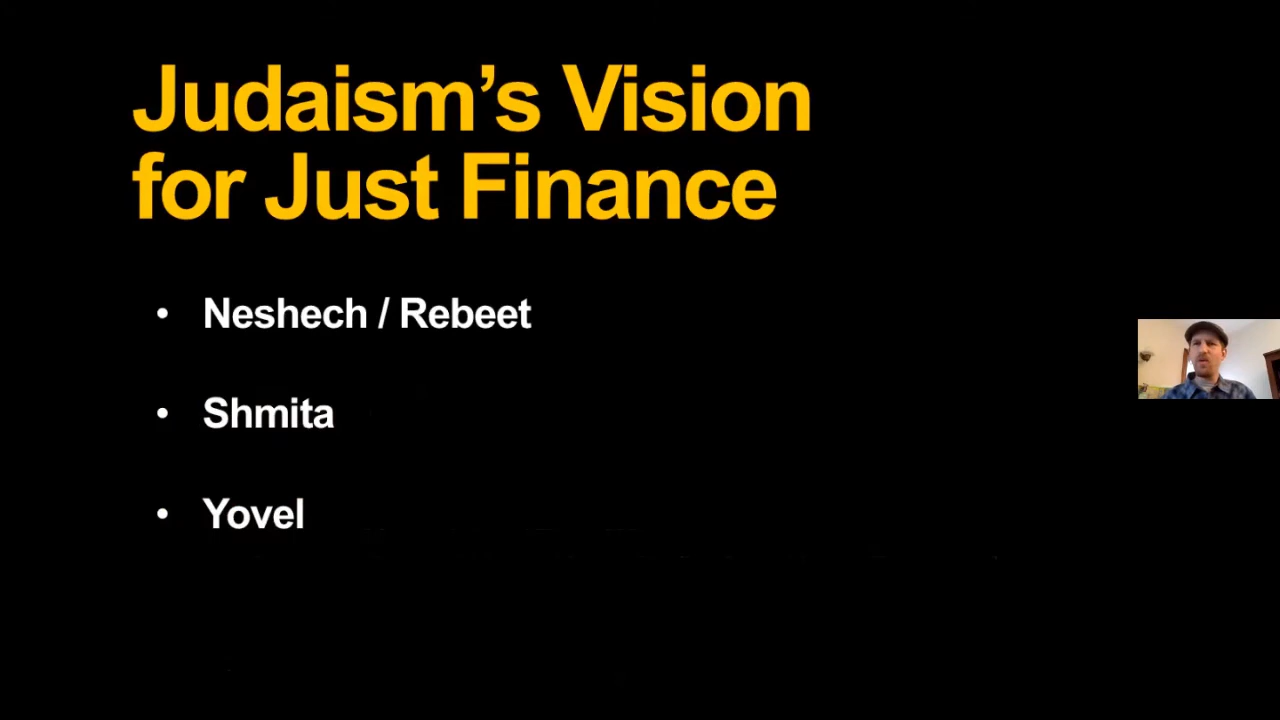 Judaism’s Vision
for Just Finance
• Neshech / Rebeet
• Shmita
• Yovel